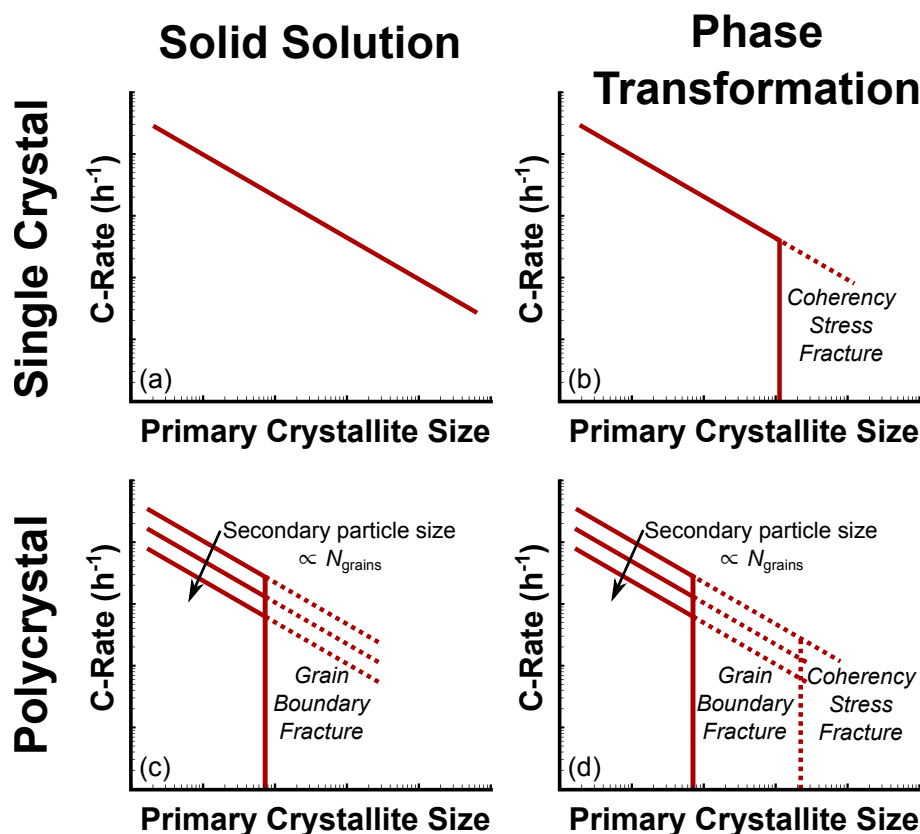 Solid Solution
Phase
Transformation
Single Crystal
C-Rate (h⁻¹)
(a)
Primary Crystallite Size
C-Rate (h⁻¹)
Coherency
Stress
Fracture
(b)
Primary Crystallite Size
Polycrystal
C-Rate (h⁻¹)
Secondary particle size
∝ N_grains
Grain
Boundary
Fracture
(c)
Primary Crystallite Size
C-Rate (h⁻¹)
Secondary particle size
∝ N_grains
Grain
Boundary
Fracture
Coherency
Stress
Fracture
(d)
Primary Crystallite Size